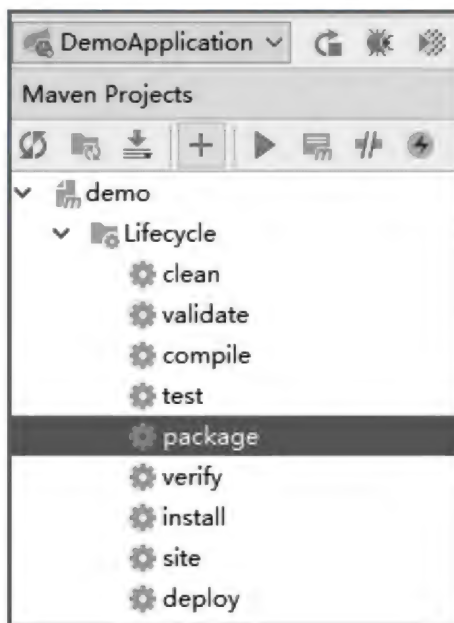 DemoApplication
Maven Projects
demo
Lifecycle
clean
validate
compile
test
package
verify
install
site
deploy